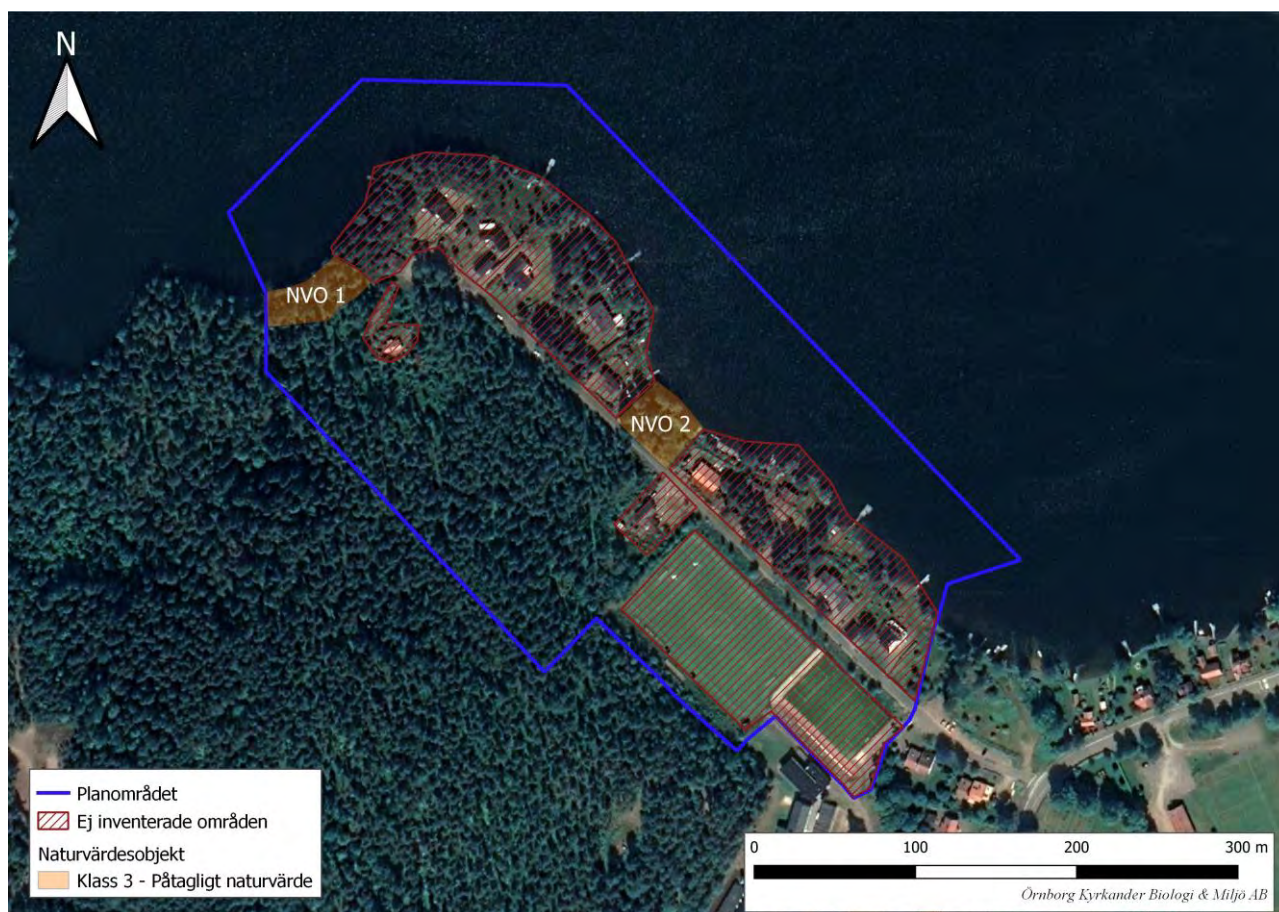 N
NVO 1
NVO 2
Planområdet
Ej inventerade områden
Naturvärdesobjekt
Klass 3 - Påtagligt naturvärde
0 100 200 300 m
Örnborg Kyrkander Biologi & Miljö AB